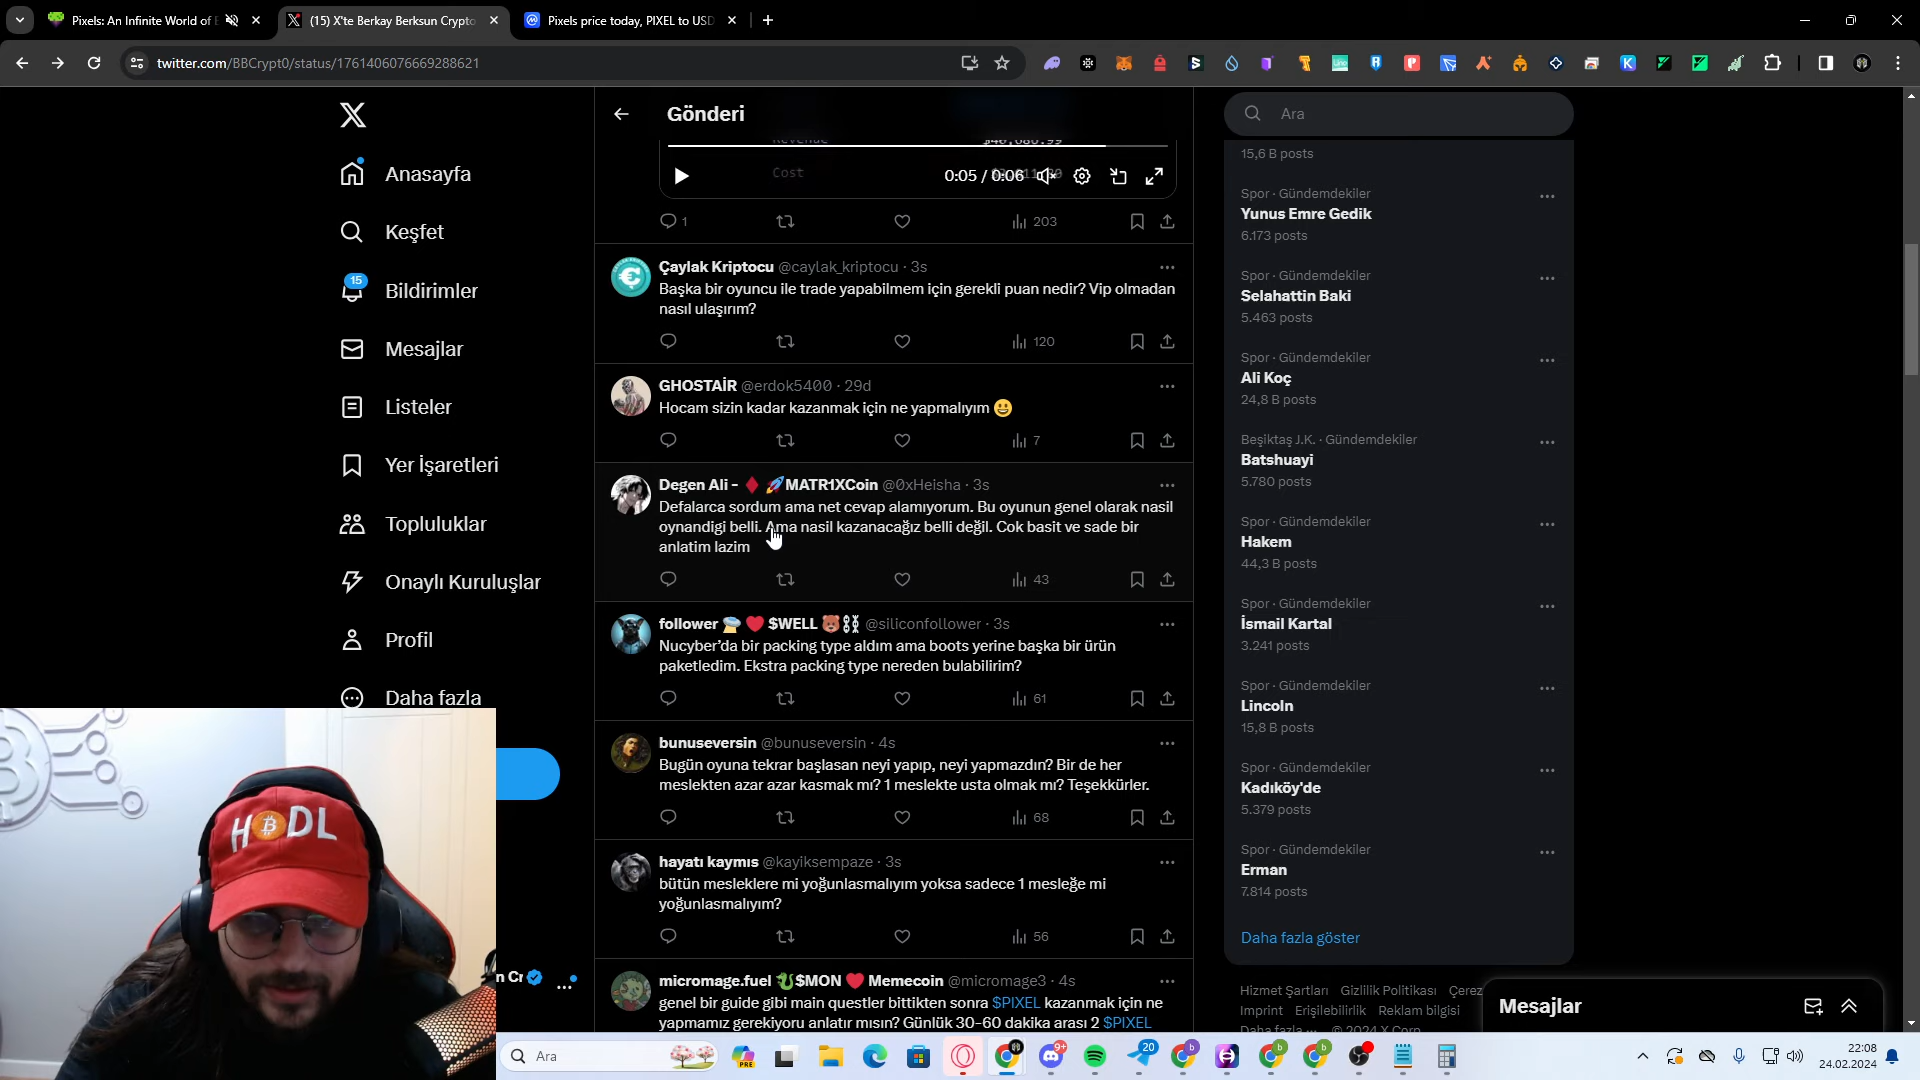 Pixels: An Infinite World of
(15) X'te Berkay Berksun Crypto
Pixels price today, PIXEL to USD
twitter.com/BBCrypt0/status/1761406076669288621
Anasayfa
Keşfet
15
Bildirimler
Mesajlar
Listeler
Yer İşaretleri
Topluluklar
Onaylı Kuruluşlar
Profil
Daha fazla
HODL
Gönderi
Cost
0:05 / 0:06
1
203
Çaylak Kriptocu @caylak_kriptocu · 3s
Başka bir oyuncu ile trade yapabilmem için gerekli puan nedir? Vip olmadan
nasıl ulaşırım?
120
GHOSTAİR @erdok5400 · 29d
Hocam sizin kadar kazanmak için ne yapmalıyım 😀
7
Degen Ali - ♦️ 🚀MATR1XCoin @0xHeisha · 3s
Defalarca sordum ama net cevap alamıyorum. Bu oyunun genel olarak nasil
oynandigi belli. Ama nasil kazanacağız belli değil. Cok basit ve sade bir
anlatim lazim
43
follower ❤️ $WELL 🐻⛓ @siliconfollower · 3s
Nucyber’da bir packing type aldım ama boots yerine başka bir ürün
paketledim. Ekstra packing type nereden bulabilirim?
61
bunuseversin @bunuseversin · 4s
Bugün oyuna tekrar başlasan neyi yapıp, neyi yapmazdın? Bir de her
meslekten azar azar kasmak mı? 1 meslekte usta olmak mı? Teşekkürler.
68
hayatı kaymıs @kayiksempaze · 3s
bütün mesleklere mi yoğunlasmalıyım yoksa sadece 1 mesleğe mi
yoğunlasmalıyım?
56
micromage.fuel 🐉$MON ❤️ Memecoin @micromage3 · 4s
genel bir guide gibi main questler bittikten sonra $PIXEL kazanmak için ne
yapmamız gerekiyoru anlatır mısın? Günlük 30-60 dakika arası 2 $PIXEL
Ara
15,6 B posts
Spor · Gündemdekiler
Yunus Emre Gedik
6.173 posts
Spor · Gündemdekiler
Selahattin Baki
5.463 posts
Spor · Gündemdekiler
Ali Koç
24,8 B posts
Beşiktaş J.K. · Gündemdekiler
Batshuayi
5.780 posts
Spor · Gündemdekiler
Hakem
44,3 B posts
Spor · Gündemdekiler
İsmail Kartal
3.241 posts
Spor · Gündemdekiler
Lincoln
15,8 B posts
Spor · Gündemdekiler
Kadıköy'de
5.379 posts
Spor · Gündemdekiler
Erman
7.814 posts
Daha fazla göster
Hizmet Şartları Gizlilik Politikası Çerez
Imprint Erişilebilirlik Reklam bilgisi
Daha fazla ··· © 2024 X Corp.
Mesajlar
Ara
PRE
9+
20
22:08
24.02.2024